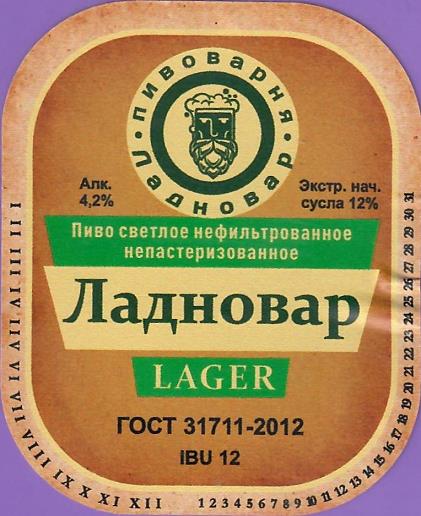 пивоварня
Ладновар
Алк.
4,2%
Экстр. нач.
сусла 12%
Пиво светлое нефильтрованное
непастеризованное
Ладновар
LAGER
ГОСТ 31711-2012
IBU 12
I II III IV V VI VII VIII IX X XI XII
1 2 3 4 5 6 7 8 9 10 11 12 13 14 15 16 17 18 19 20 21 22 23 24 25 26 27 28 29 30 31